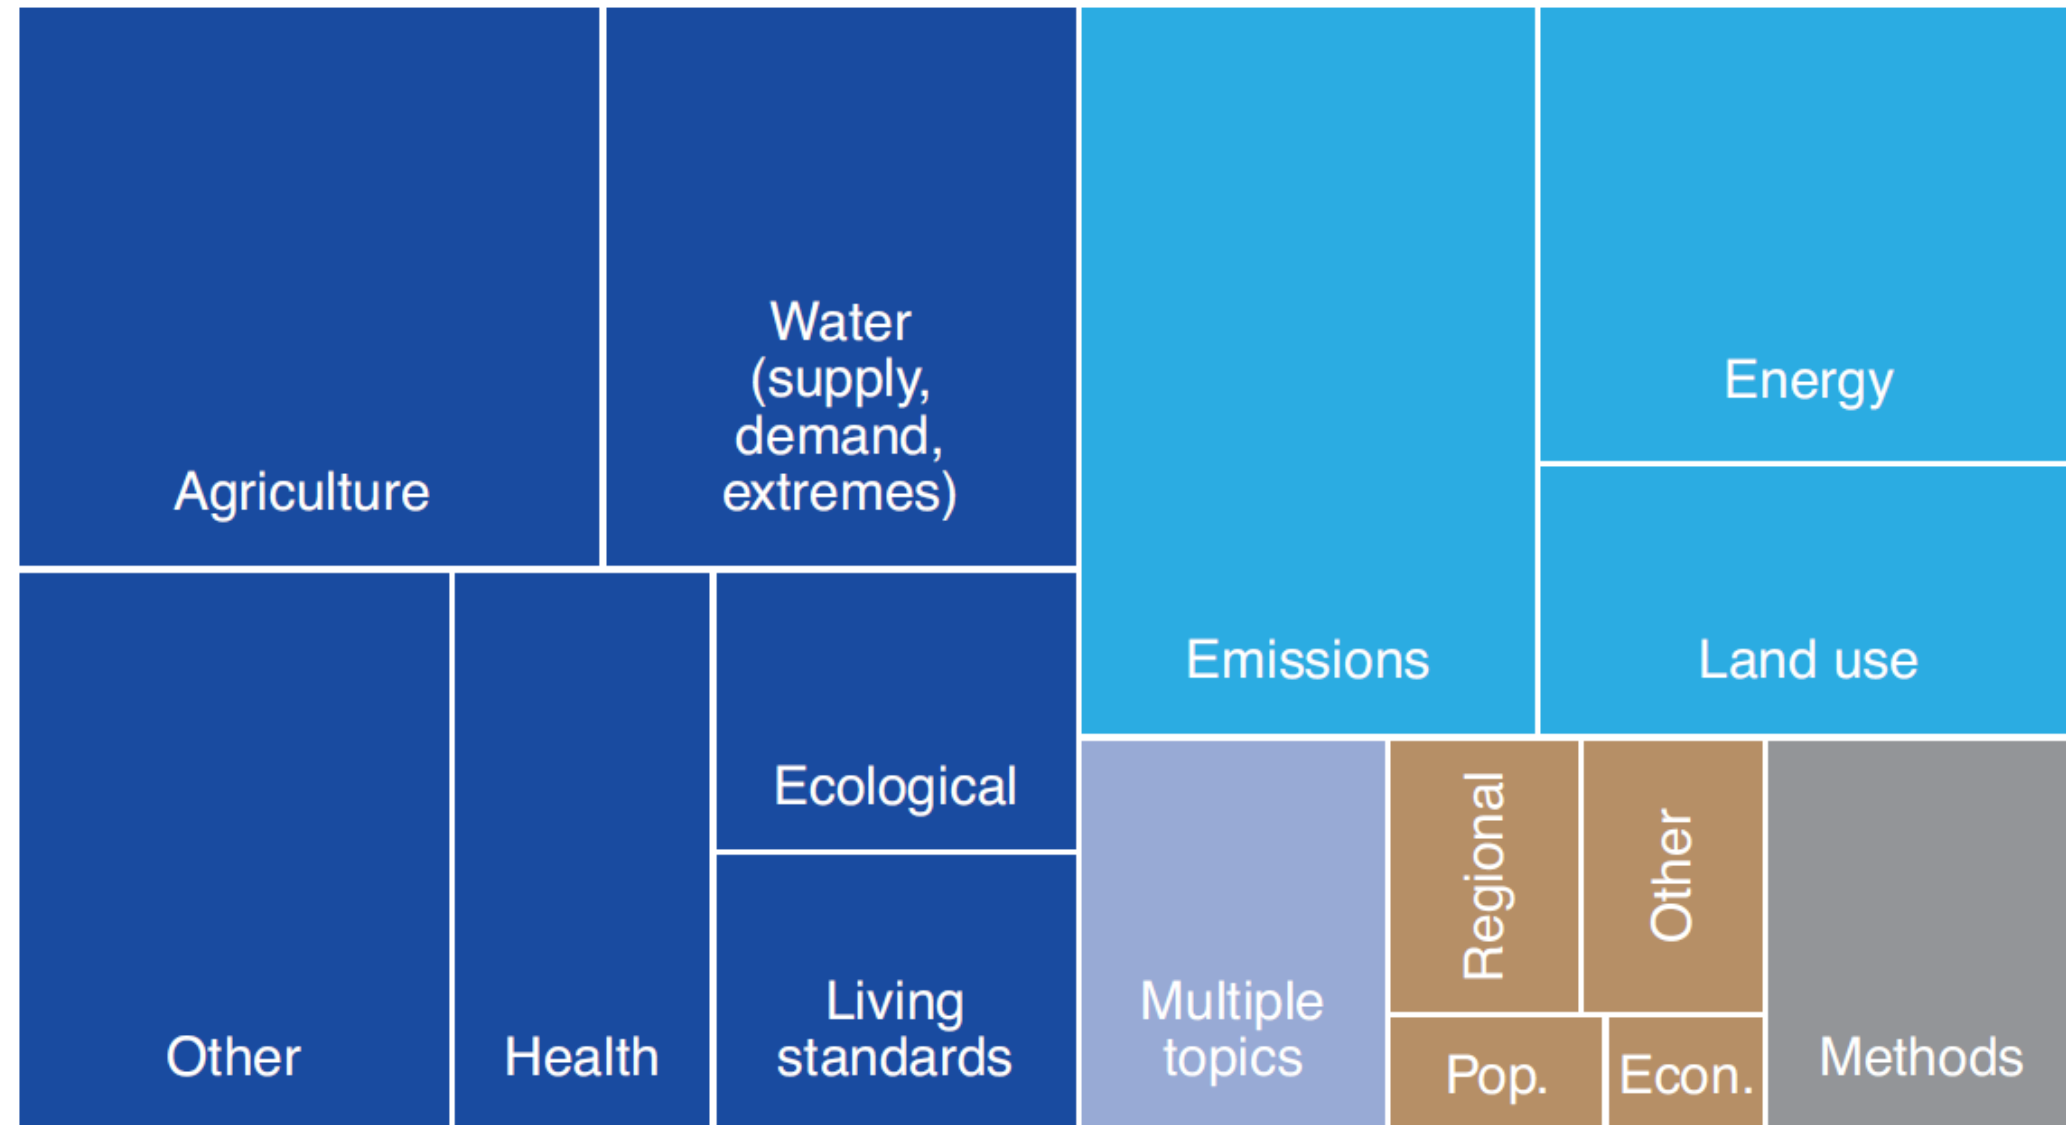 Agriculture
Water
(supply,
demand,
extremes)
Emissions
Energy
Land use
Other
Health
Ecological
Living
standards
Multiple
topics
Regional
Other
Pop.
Econ.
Methods